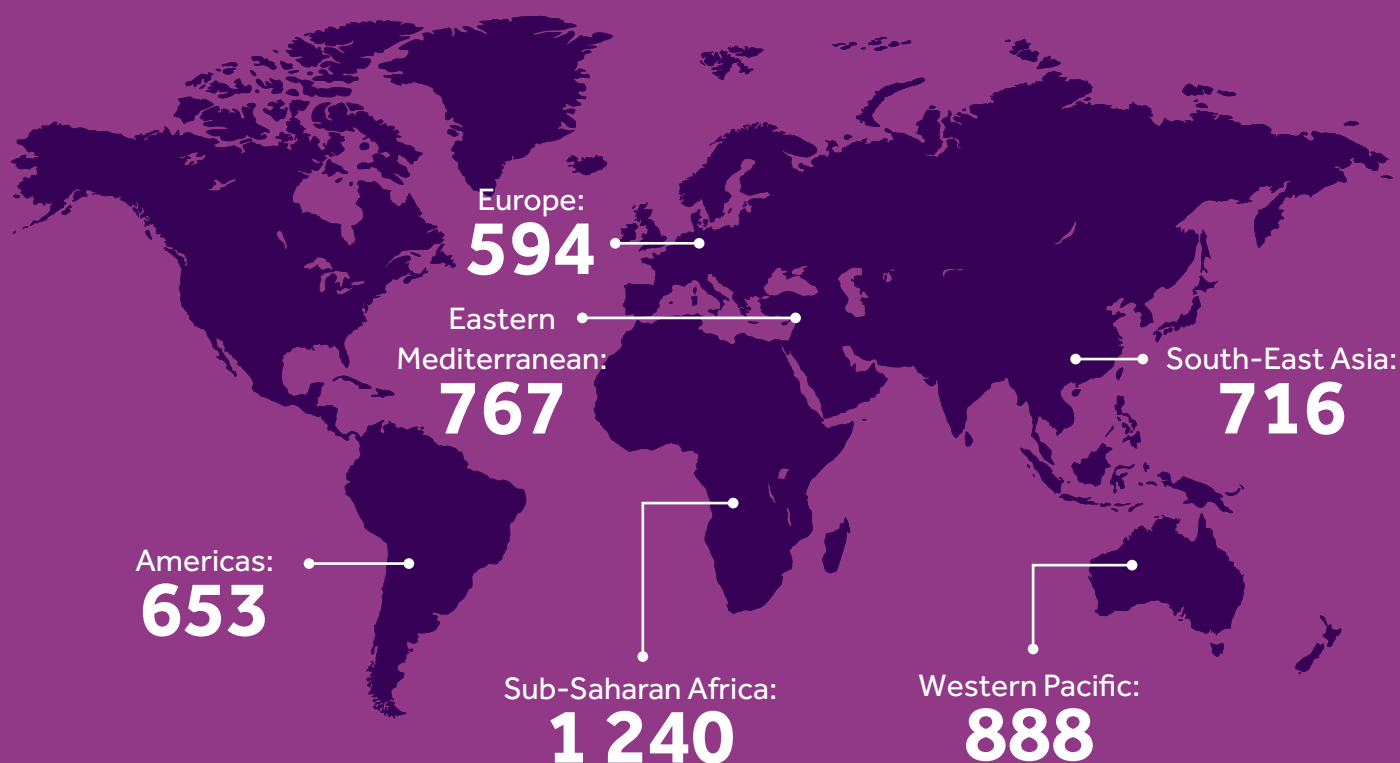 Europe:
594
Eastern
Mediterranean:
767
South-East Asia:
716
Americas:
653
Sub-Saharan Africa:
1 240
Western Pacific:
888